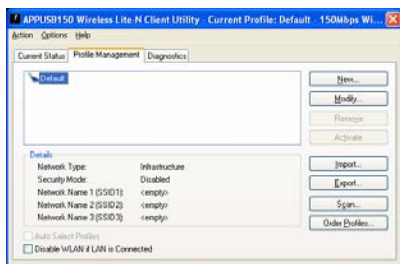 APPUSB150 Wireless Lite N Client Utility - Current Profile: Default - 150Mbps Wi...
Action Options Help
Current Status Profile Management Diagnostics
Default
New...
Modify...
Remove
Activate
Details
Network Type: Infrastructure
Security Mode: Disabled
Network Name 1 (SSID1): <empty>
Network Name 2 (SSID2): <empty>
Network Name 3 (SSID3): <empty>
Import...
Export...
Scan...
Order Profiles...
Auto Select Profiles
Disable WLAN if LAN is Connected